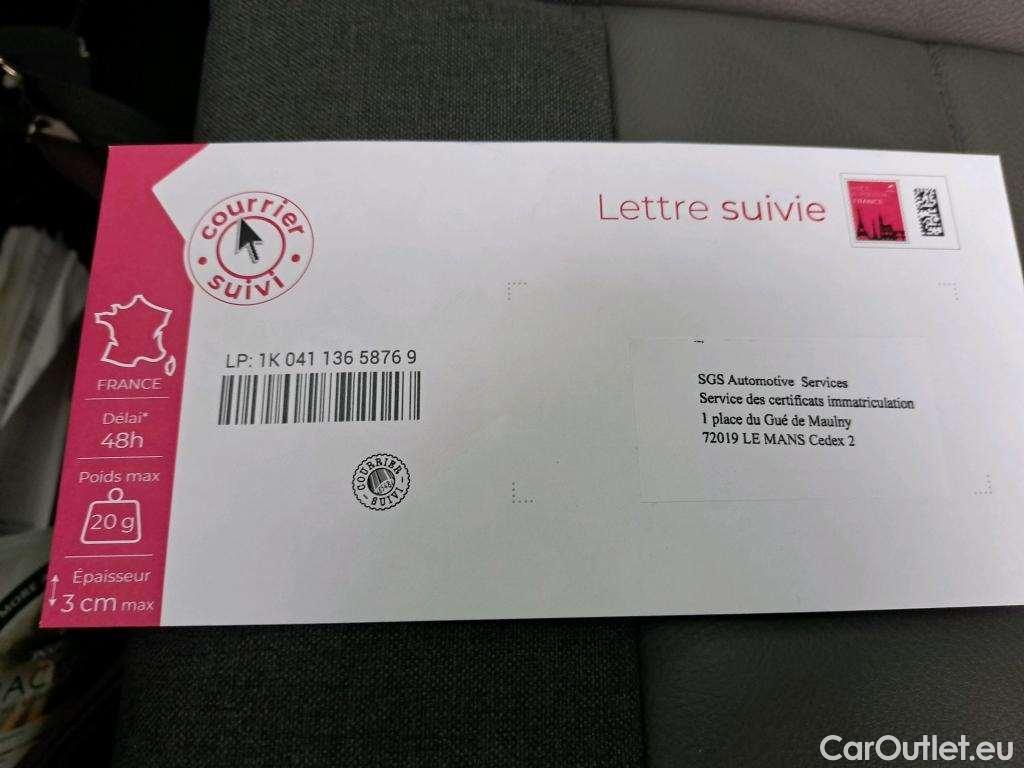 courrier
suivi
Lettre suivie
FRANCE
FRANCE
Délai*
48h
Poids max
20 g
Épaisseur
3 cm max
LP: 1K 041 136 5876 9
COURRIER
SUIVI
SGS Automotive Services
Service des certificats immatriculation
1 place du Gué de Maulny
72019 LE MANS Cedex 2
CarOutlet.eu